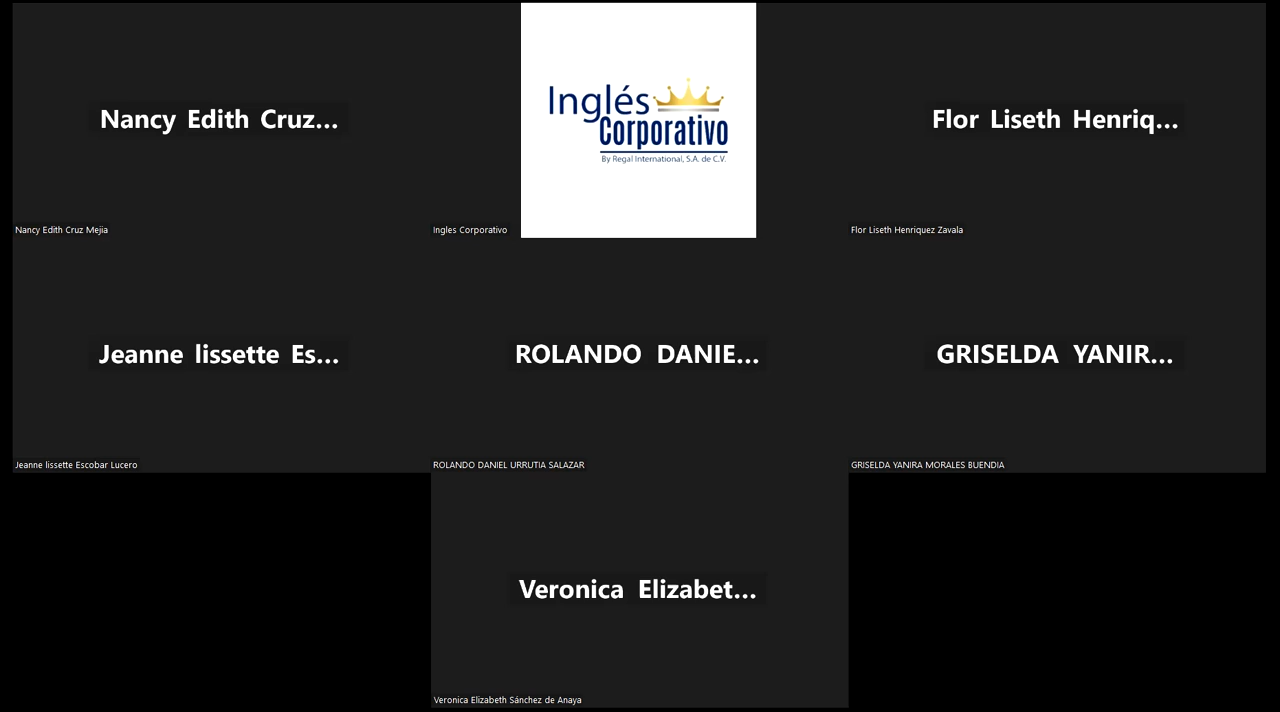 Nancy Edith Cruz...
Nancy Edith Cruz Mejia
Inglés
Corporativo
By Regal International, S.A. de C.V.
Ingles Corporativo
Flor Liseth Henriq...
Flor Liseth Henriquez Zavala
Jeanne lissette Es...
Jeanne lissette Escobar Lucero
ROLANDO DANIE...
ROLANDO DANIEL URRUTIA SALAZAR
GRISELDA YANIR...
GRISELDA YANIRA MORALES BUENDIA
Veronica Elizabet...
Veronica Elizabeth Sánchez de Anaya